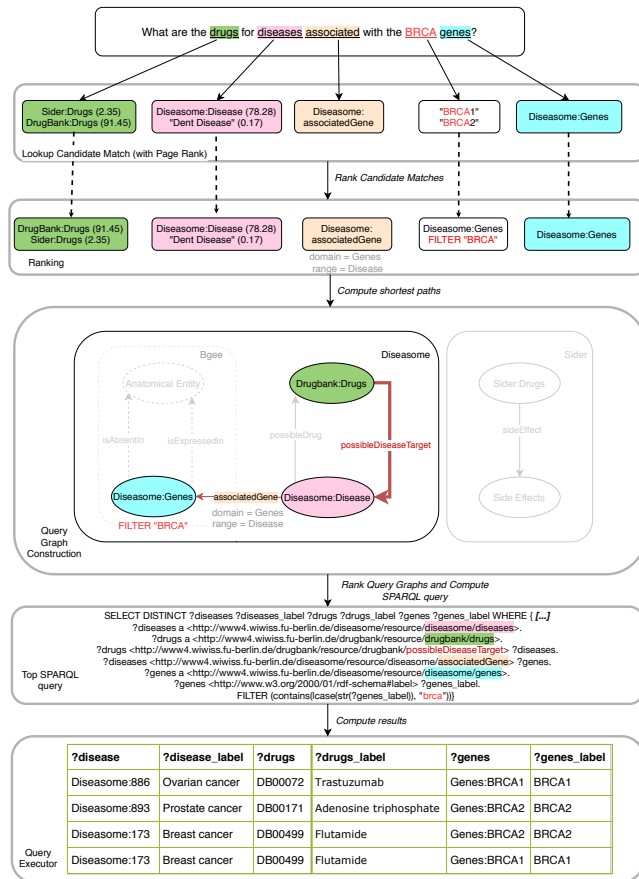 What are the drugs for diseases associated with the BRCA genes?
Sider:Drugs (2.35)
DrugBank:Drugs (91.45)
Diseasome:Disease (78.28)
"Dent Disease" (0.17)
Diseasome:
associatedGene
"BRCA1"
"BRCA2"
Diseasome:Genes
Lookup Candidate Match (with Page Rank)
Rank Candidate Matches
DrugBank:Drugs (91.45)
Sider:Drugs (2.35)
Diseasome:Disease (78.28)
"Dent Disease" (0.17)
Diseasome:
associatedGene
Diseasome:Genes
FILTER "BRCA"
Diseasome:Genes
Ranking
domain = Genes
range = Disease
Compute shortest paths
Bgee
Diseasome
Sider
Anatomical Entity
Drugbank:Drugs
Sider:Drugs
isAbsentIn
isExpressedIn
possibleDrug
possibleDiseaseTarget
sideEffect
Diseasome:Genes
associatedGene
Diseasome:Disease
Side Effects
FILTER "BRCA"
domain = Genes
range = Disease
Query
Graph
Construction
Rank Query Graphs and Compute
SPARQL query
SELECT DISTINCT ?diseases ?diseases_label ?drugs ?drugs_label ?genes ?genes_label WHERE { [...]
?diseases a <http://www4.wiwiss.fu-berlin.de/diseasome/resource/diseasome/diseases>.
?drugs a <http://www4.wiwiss.fu-berlin.de/drugbank/resource/drugbank/drugs>.
?drugs <http://www4.wiwiss.fu-berlin.de/drugbank/resource/drugbank/possibleDiseaseTarget> ?diseases.
?diseases <http://www4.wiwiss.fu-berlin.de/diseasome/resource/diseasome/associatedGene> ?genes.
?genes a <http://www4.wiwiss.fu-berlin.de/diseasome/resource/diseasome/genes>.
?genes <http://www.w3.org/2000/01/rdf-schema#label> ?genes_label.
FILTER (contains(lcase(str(?genes_label)), "brca"))}
Top SPARQL
query
Compute results
?disease ?disease_label ?drugs ?drugs_label ?genes ?genes_label
Diseasome:886 Ovarian cancer DB00072 Trastuzumab Genes:BRCA1 BRCA1
Diseasome:893 Prostate cancer DB00171 Adenosine triphosphate Genes:BRCA2 BRCA2
Diseasome:173 Breast cancer DB00499 Flutamide Genes:BRCA2 BRCA2
Diseasome:173 Breast cancer DB00499 Flutamide Genes:BRCA1 BRCA1
Query
Executor